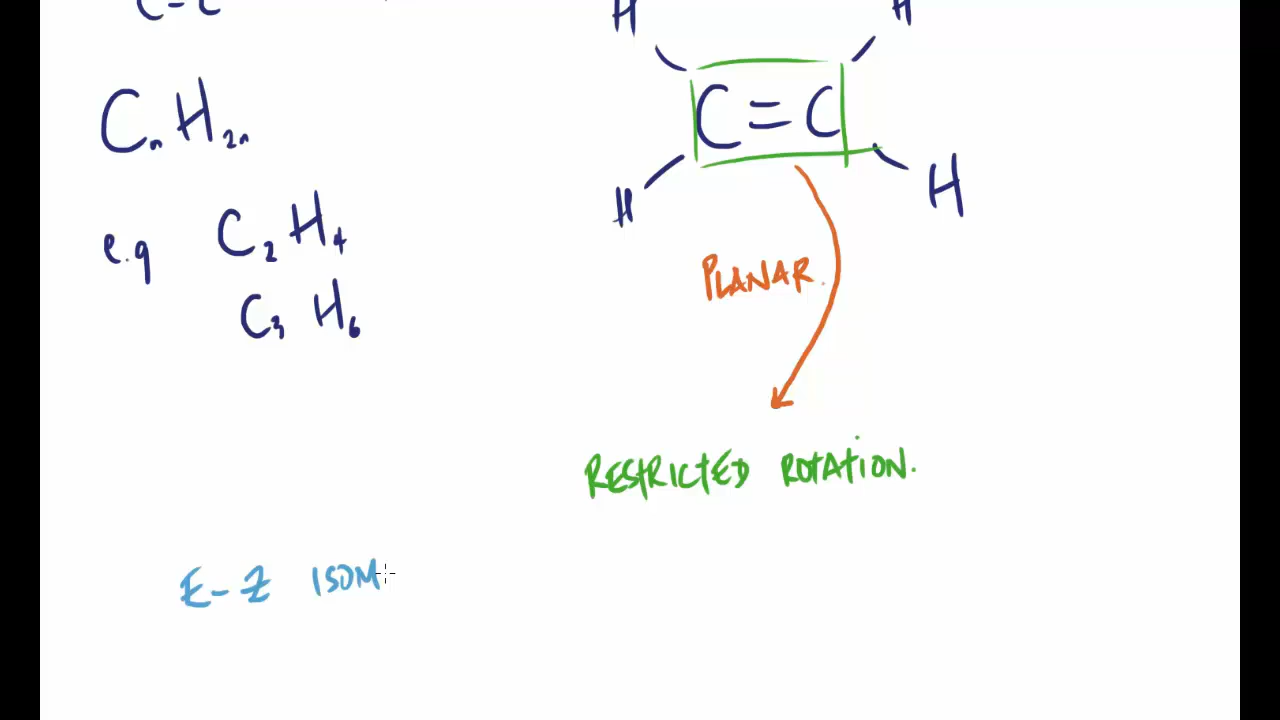 C=C
CnH2n
e.g C2H4
C3H6
H H
C=C
H H
PLANAR.
RESTRICTED ROTATION.
E-Z ISOM